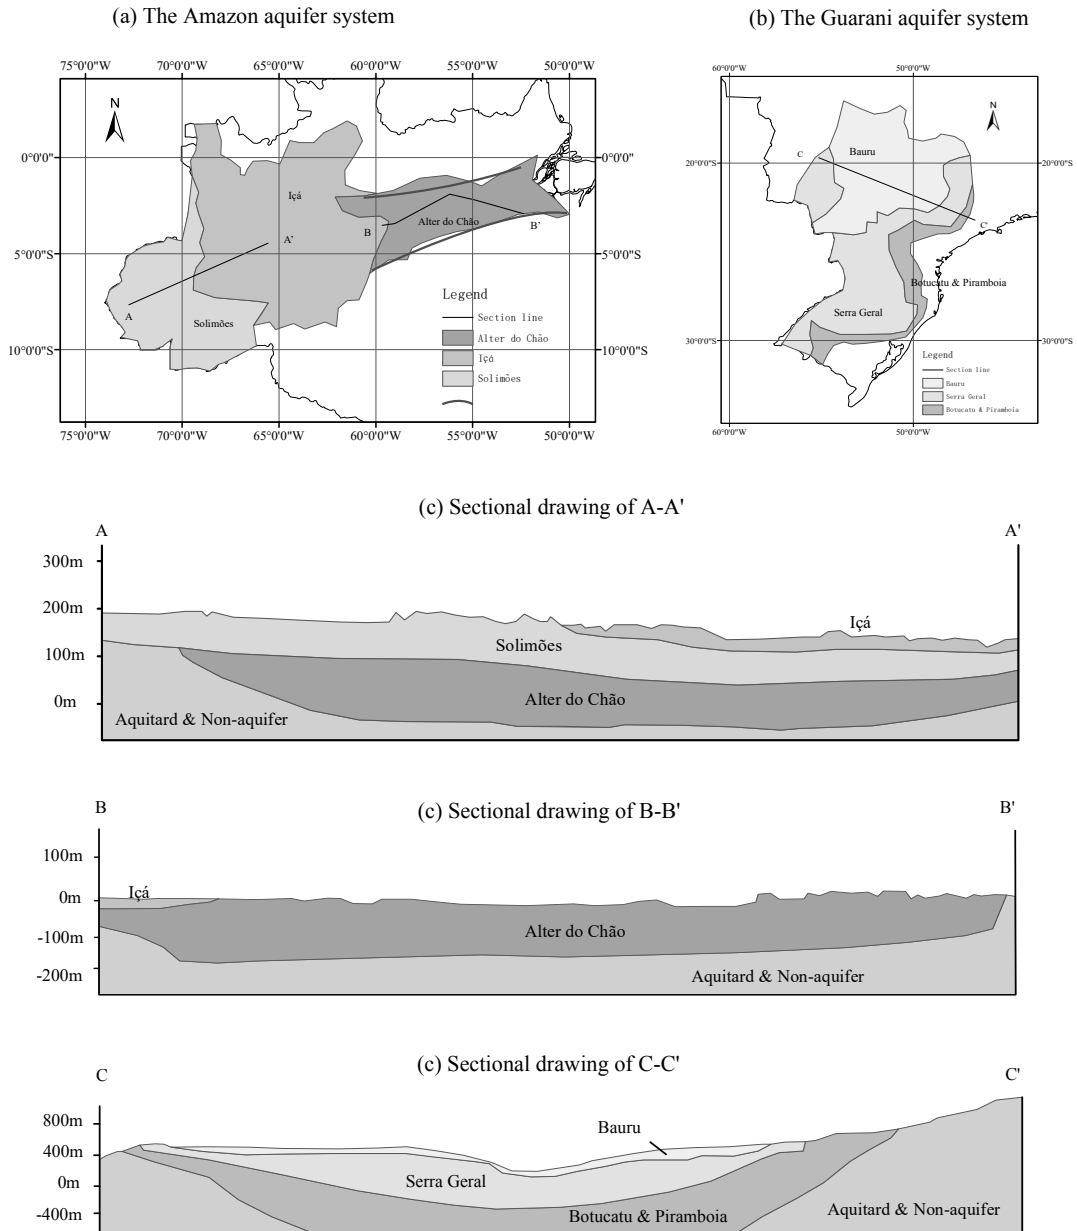 (a) The Amazon aquifer system
(b) The Guarani aquifer system
75°0'0"W 70°0'0"W 65°0'0"W 60°0'0"W 55°0'0"W 50°0'0"W
60°0'0"W 50°0'0"W
N
N
0°0'0" 0°0'0"
Bauru
C
20°0'0"S 20°0'0"S
Içá
Alter do Chão
B B'
A'
C'
5°0'0"S 5°0'0"S
Botucatu & Piramboia
Legend
A
Solimões
Section line
Serra Geral
Alter do Chão
10°0'0"S 10°0'0"S
Içá
30°0'0"S 30°0'0"S
Solimões
Legend
Section line
Bauru
Serra Geral
Botucatu & Piramboia
75°0'0"W 70°0'0"W 65°0'0"W 60°0'0"W 55°0'0"W 50°0'0"W
60°0'0"W 50°0'0"W
(c) Sectional drawing of A-A'
A A'
300m
200m
Içá
Solimões
100m
Alter do Chão
0m
Aquitard & Non-aquifer
(c) Sectional drawing of B-B'
B B'
100m
Içá
0m
Alter do Chão
-100m
-200m
Aquitard & Non-aquifer
(c) Sectional drawing of C-C'
C C'
800m
Bauru
400m
0m
Serra Geral
-400m
Botucatu & Piramboia
Aquitard & Non-aquifer